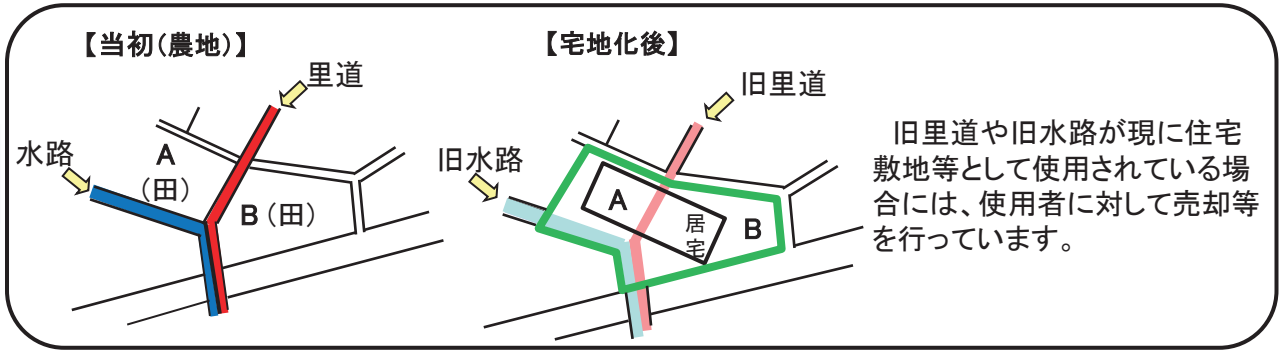 【当初(農地)】
里道
水路
A
(田)
B(田)
【宅地化後】
旧里道
旧水路
A
居宅
B
旧里道や旧水路が現に住宅
敷地等として使用されている場
合には、使用者に対して売却等
を行っています。